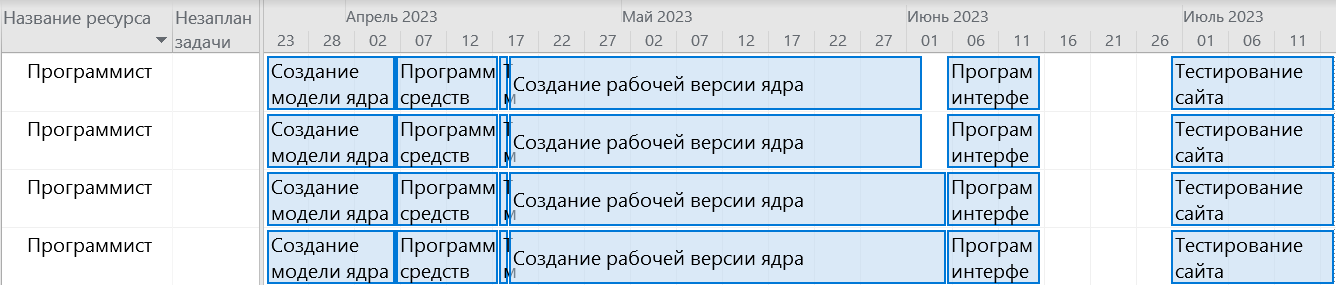 Название ресурса
Незаплан
задачи
Апрель 2023
Май 2023
Июнь 2023
Июль 2023
23 28 02 07 12 17 22 27 02 07 12 17 22 27 01 06 11 16 21 26 01 06 11
Программист
Создание
модели ядра
Программ
средств
Т
м
Создание рабочей версии ядра
Програм
интерфе
Тестирование
сайта
Программист
Создание
модели ядра
Программ
средств
Т
м
Создание рабочей версии ядра
Програм
интерфе
Тестирование
сайта
Программист
Создание
модели ядра
Программ
средств
Т
м
Создание рабочей версии ядра
Програм
интерфе
Тестирование
сайта
Программист
Создание
модели ядра
Программ
средств
Т
м
Создание рабочей версии ядра
Програм
интерфе
Тестирование
сайта